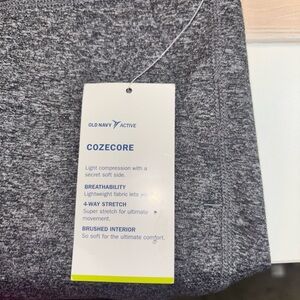 OLD NAVY ACTIVE
COZECORE
Light compression with a
secret soft side.
BREATHABILITY
Lightweight fabric lets
4-WAY STRETCH
Super stretch for ultimate
movement.
BRUSHED INTERIOR
So soft for the ultimate comfort.